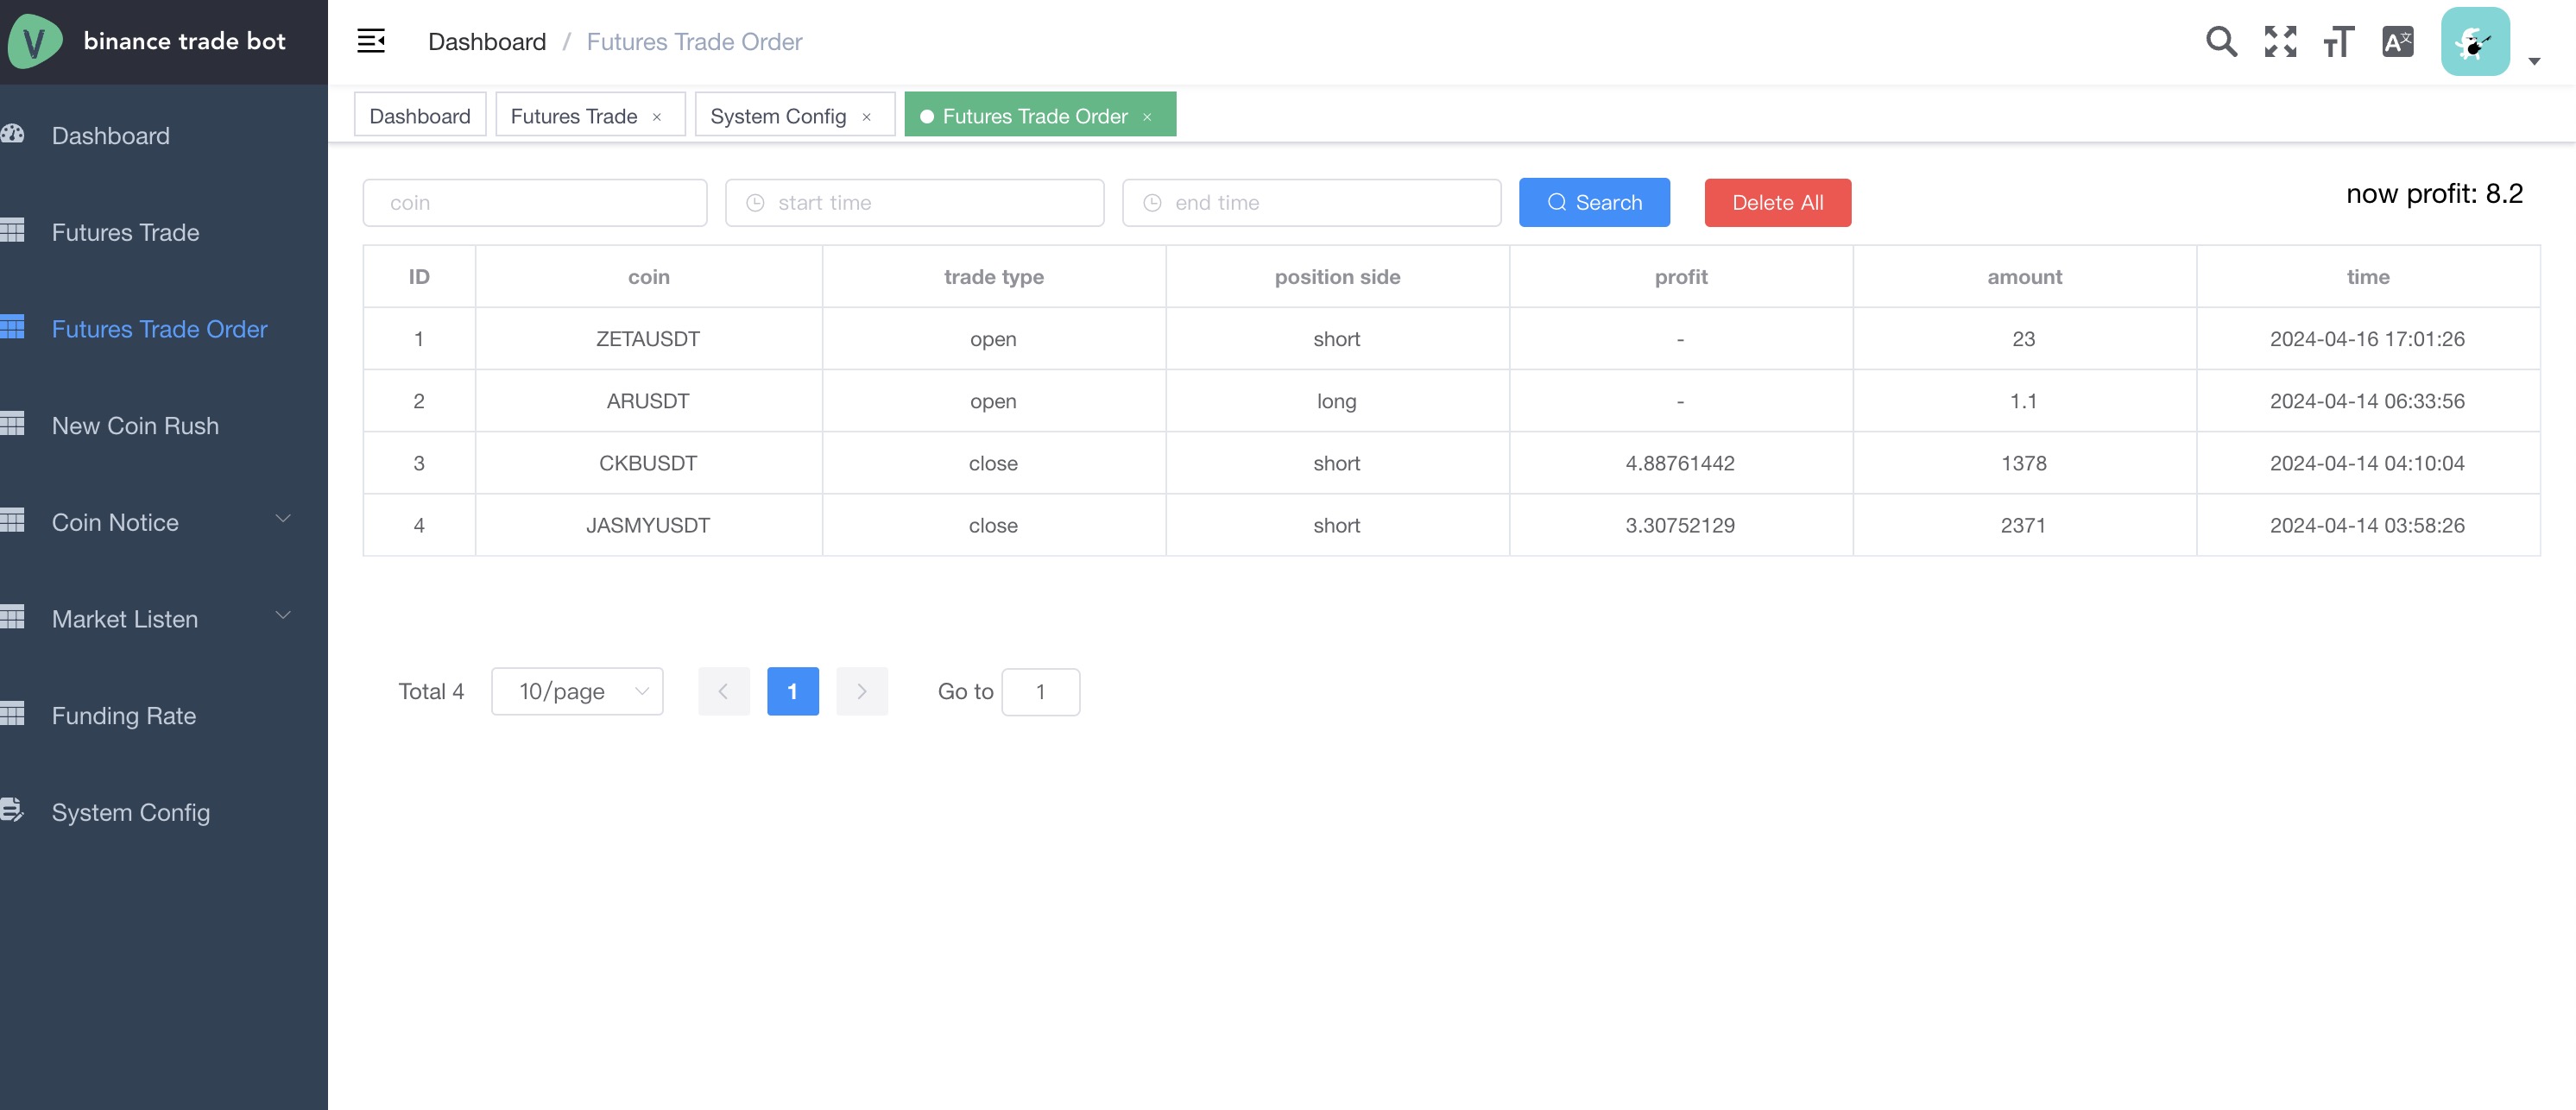 binance trade bot
Dashboard
Futures Trade
Futures Trade Order
New Coin Rush
Coin Notice
Market Listen
Funding Rate
System Config
Dashboard / Futures Trade Order
Dashboard Futures Trade × System Config × Futures Trade Order ×
coin start time end time Search Delete All now profit: 8.2
ID coin trade type position side profit amount time
1 ZETAUSDT open short - 23 2024-04-16 17:01:26
2 ARUSDT open long - 1.1 2024-04-14 06:33:56
3 CKBUSDT close short 4.88761442 1378 2024-04-14 04:10:04
4 JASMYUSDT close short 3.30752129 2371 2024-04-14 03:58:26
Total 4 10/page 1 Go to 1